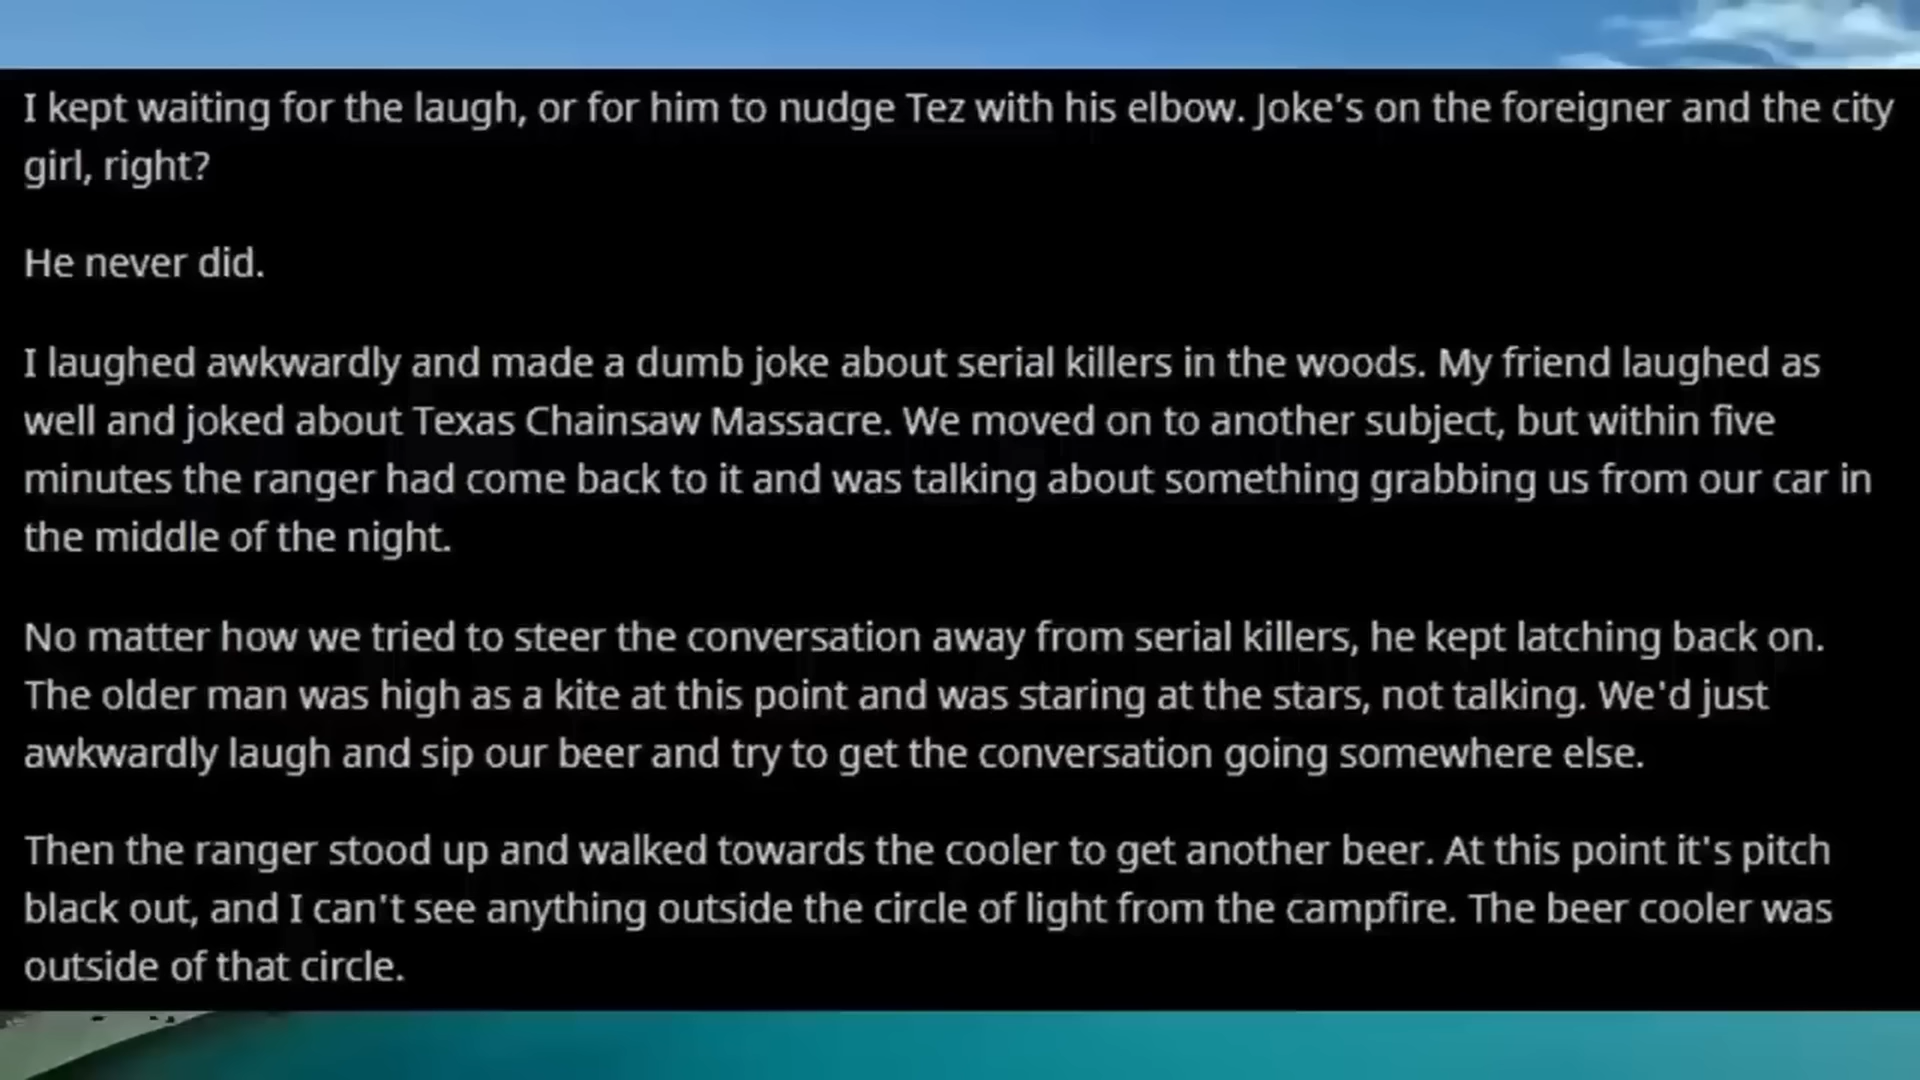 I kept waiting for the laugh, or for him to nudge Tez with his elbow. Joke's on the foreigner and the city
girl, right?
He never did.
I laughed awkwardly and made a dumb joke about serial killers in the woods. My friend laughed as
well and joked about Texas Chainsaw Massacre. We moved on to another subject, but within five
minutes the ranger had come back to it and was talking about something grabbing us from our car in
the middle of the night.
No matter how we tried to steer the conversation away from serial killers, he kept latching back on.
The older man was high as a kite at this point and was staring at the stars, not talking. We'd just
awkwardly laugh and sip our beer and try to get the conversation going somewhere else.
Then the ranger stood up and walked towards the cooler to get another beer. At this point it's pitch
black out, and I can't see anything outside the circle of light from the campfire. The beer cooler was
outside of that circle.